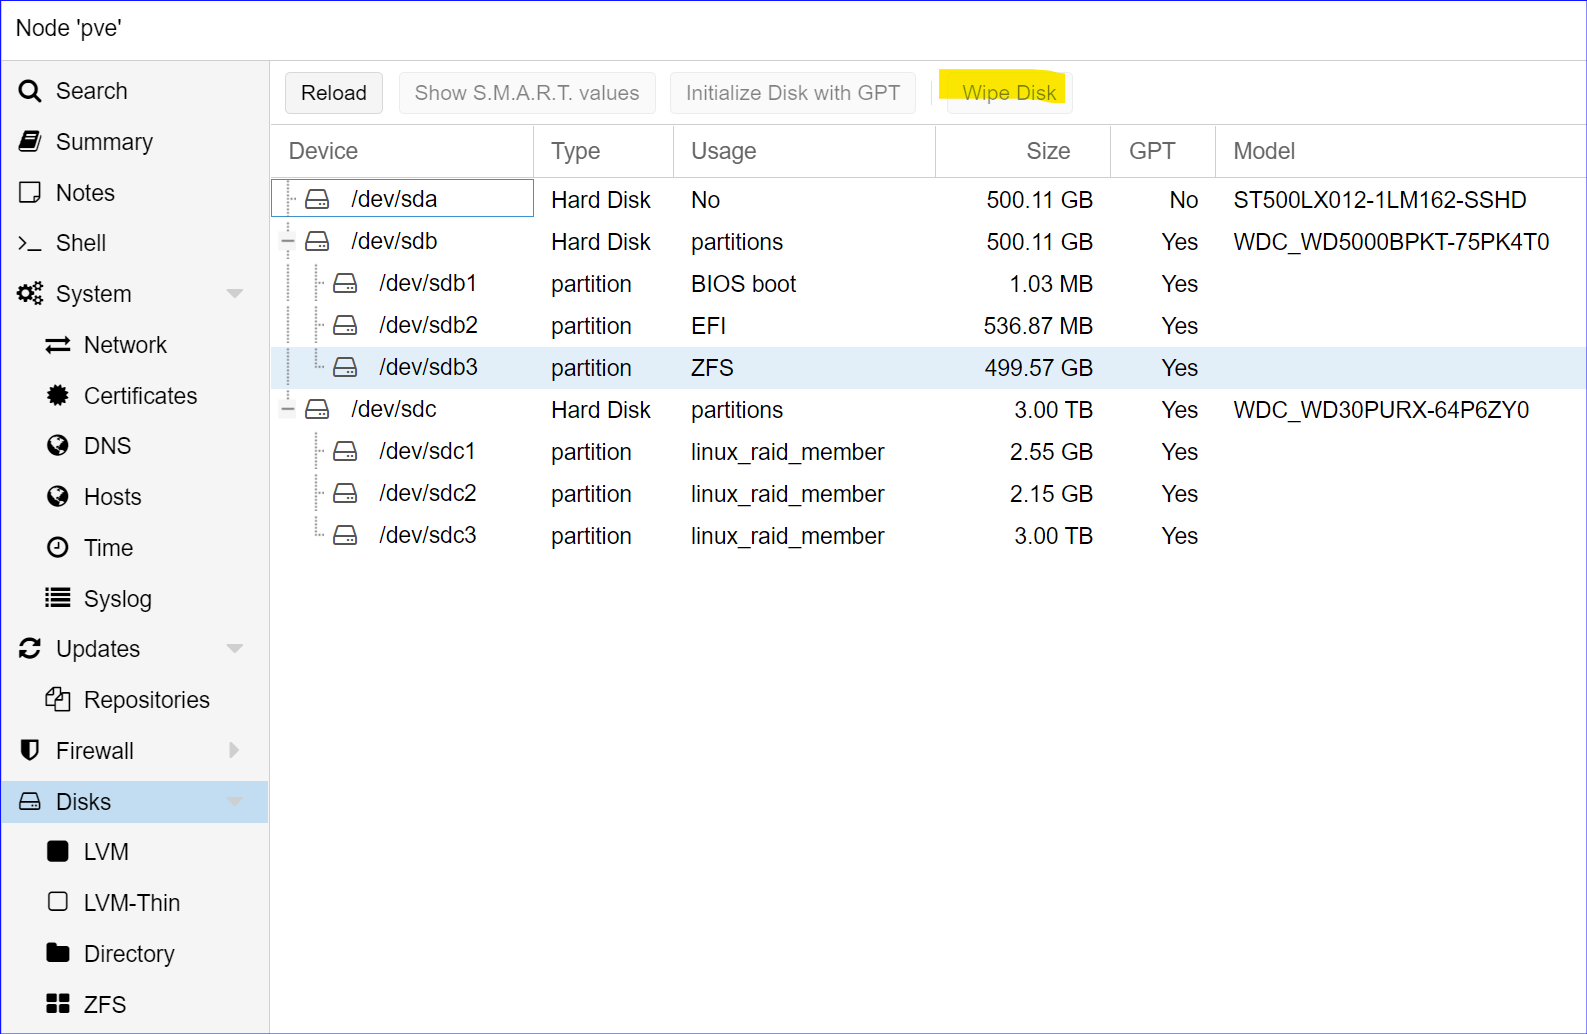 Node 'pve'
Search
Summary
Notes
Shell
System
Network
Certificates
DNS
Hosts
Time
Syslog
Updates
Repositories
Firewall
Disks
LVM
LVM-Thin
Directory
ZFS
Reload Show S.M.A.R.T. values Initialize Disk with GPT Wipe Disk
Device Type Usage Size GPT Model
/dev/sda Hard Disk No 500.11 GB No ST500LX012-1LM162-SSHD
/dev/sdb Hard Disk partitions 500.11 GB Yes WDC_WD5000BPKT-75PK4T0
/dev/sdb1 partition BIOS boot 1.03 MB Yes
/dev/sdb2 partition EFI 536.87 MB Yes
/dev/sdb3 partition ZFS 499.57 GB Yes
/dev/sdc Hard Disk partitions 3.00 TB Yes WDC_WD30PURX-64P6ZY0
/dev/sdc1 partition linux_raid_member 2.55 GB Yes
/dev/sdc2 partition linux_raid_member 2.15 GB Yes
/dev/sdc3 partition linux_raid_member 3.00 TB Yes